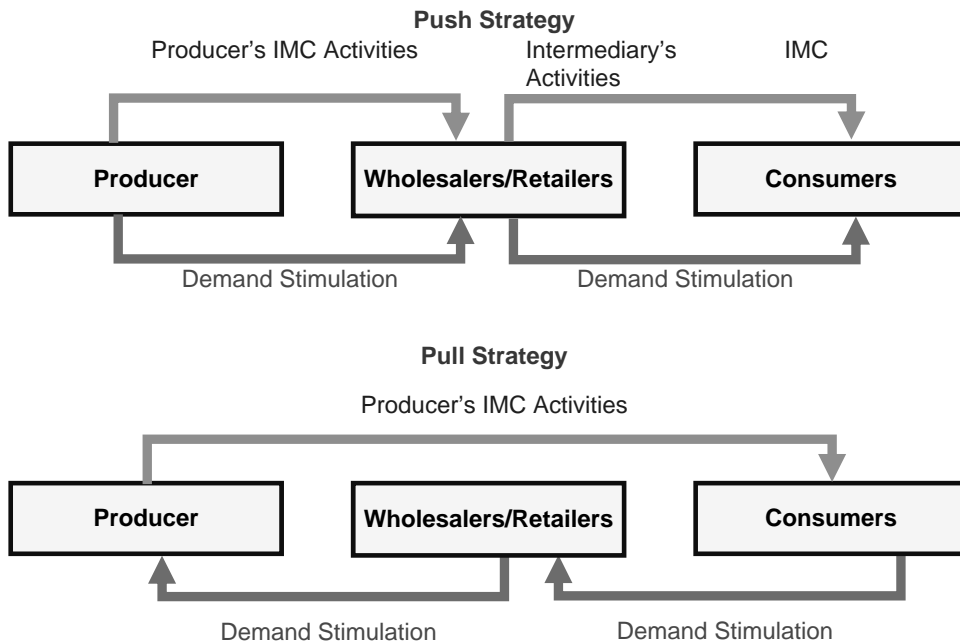 Push Strategy
Producer's IMC Activities
Intermediary's IMC
Activities
Producer
Wholesalers/Retailers
Consumers
Demand Stimulation
Demand Stimulation
Pull Strategy
Producer's IMC Activities
Producer
Wholesalers/Retailers
Consumers
Demand Stimulation
Demand Stimulation